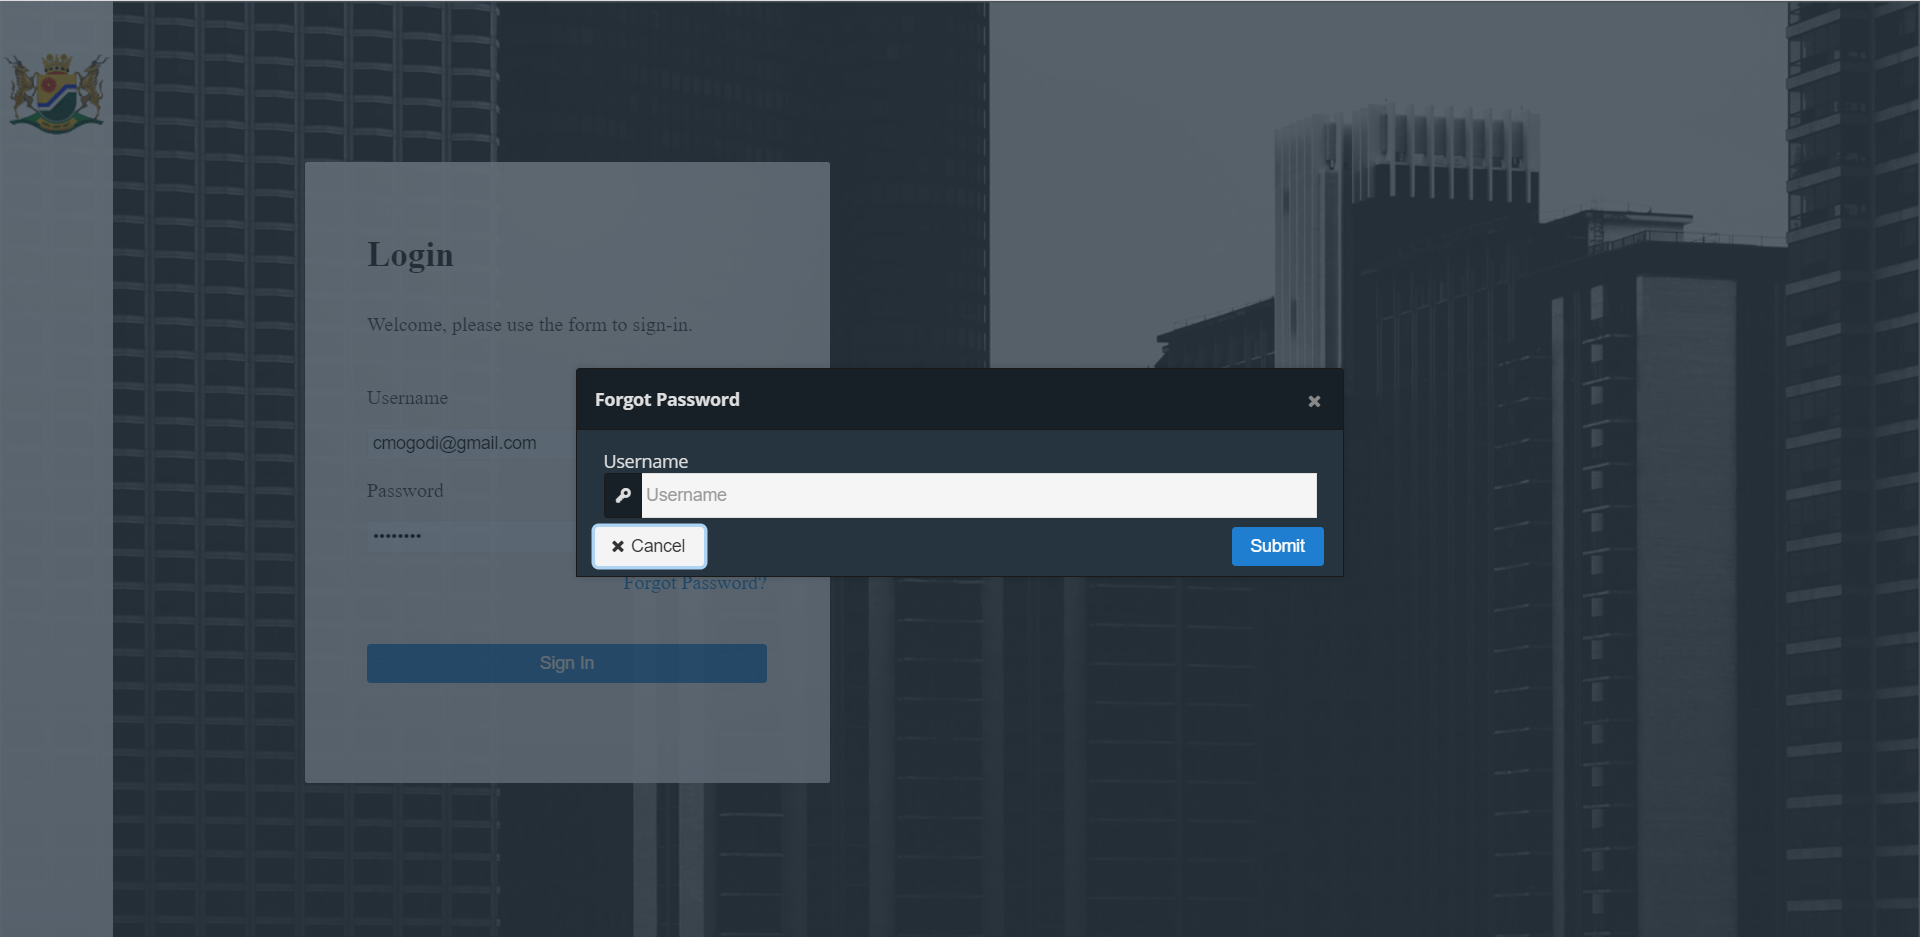 Login
Welcome, please use the form to sign-in.
Username
cmogodi@gmail.com
Password
••••••••
Forgot Password?
Sign In
Forgot Password
Username
Username
Cancel
Submit